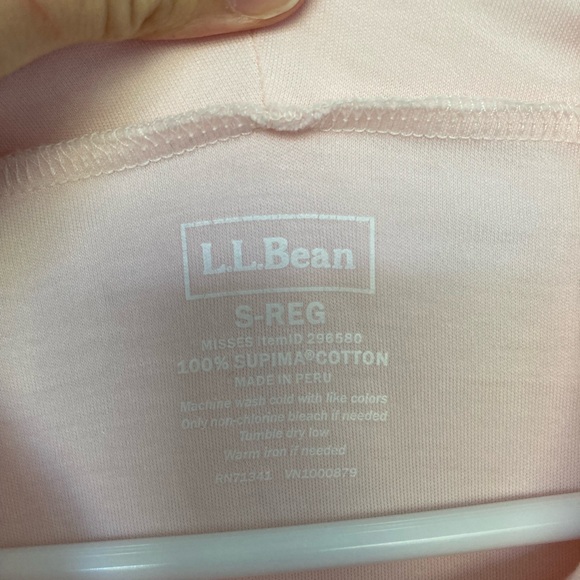 L.L.Bean
S-REG
MISSES ItemID 296580
100% SUPIMA® COTTON
MADE IN PERU
Machine wash cold with like colors
Only non-chlorine bleach if needed
Tumble dry low
Warm iron if needed
RN71341 VN1000879